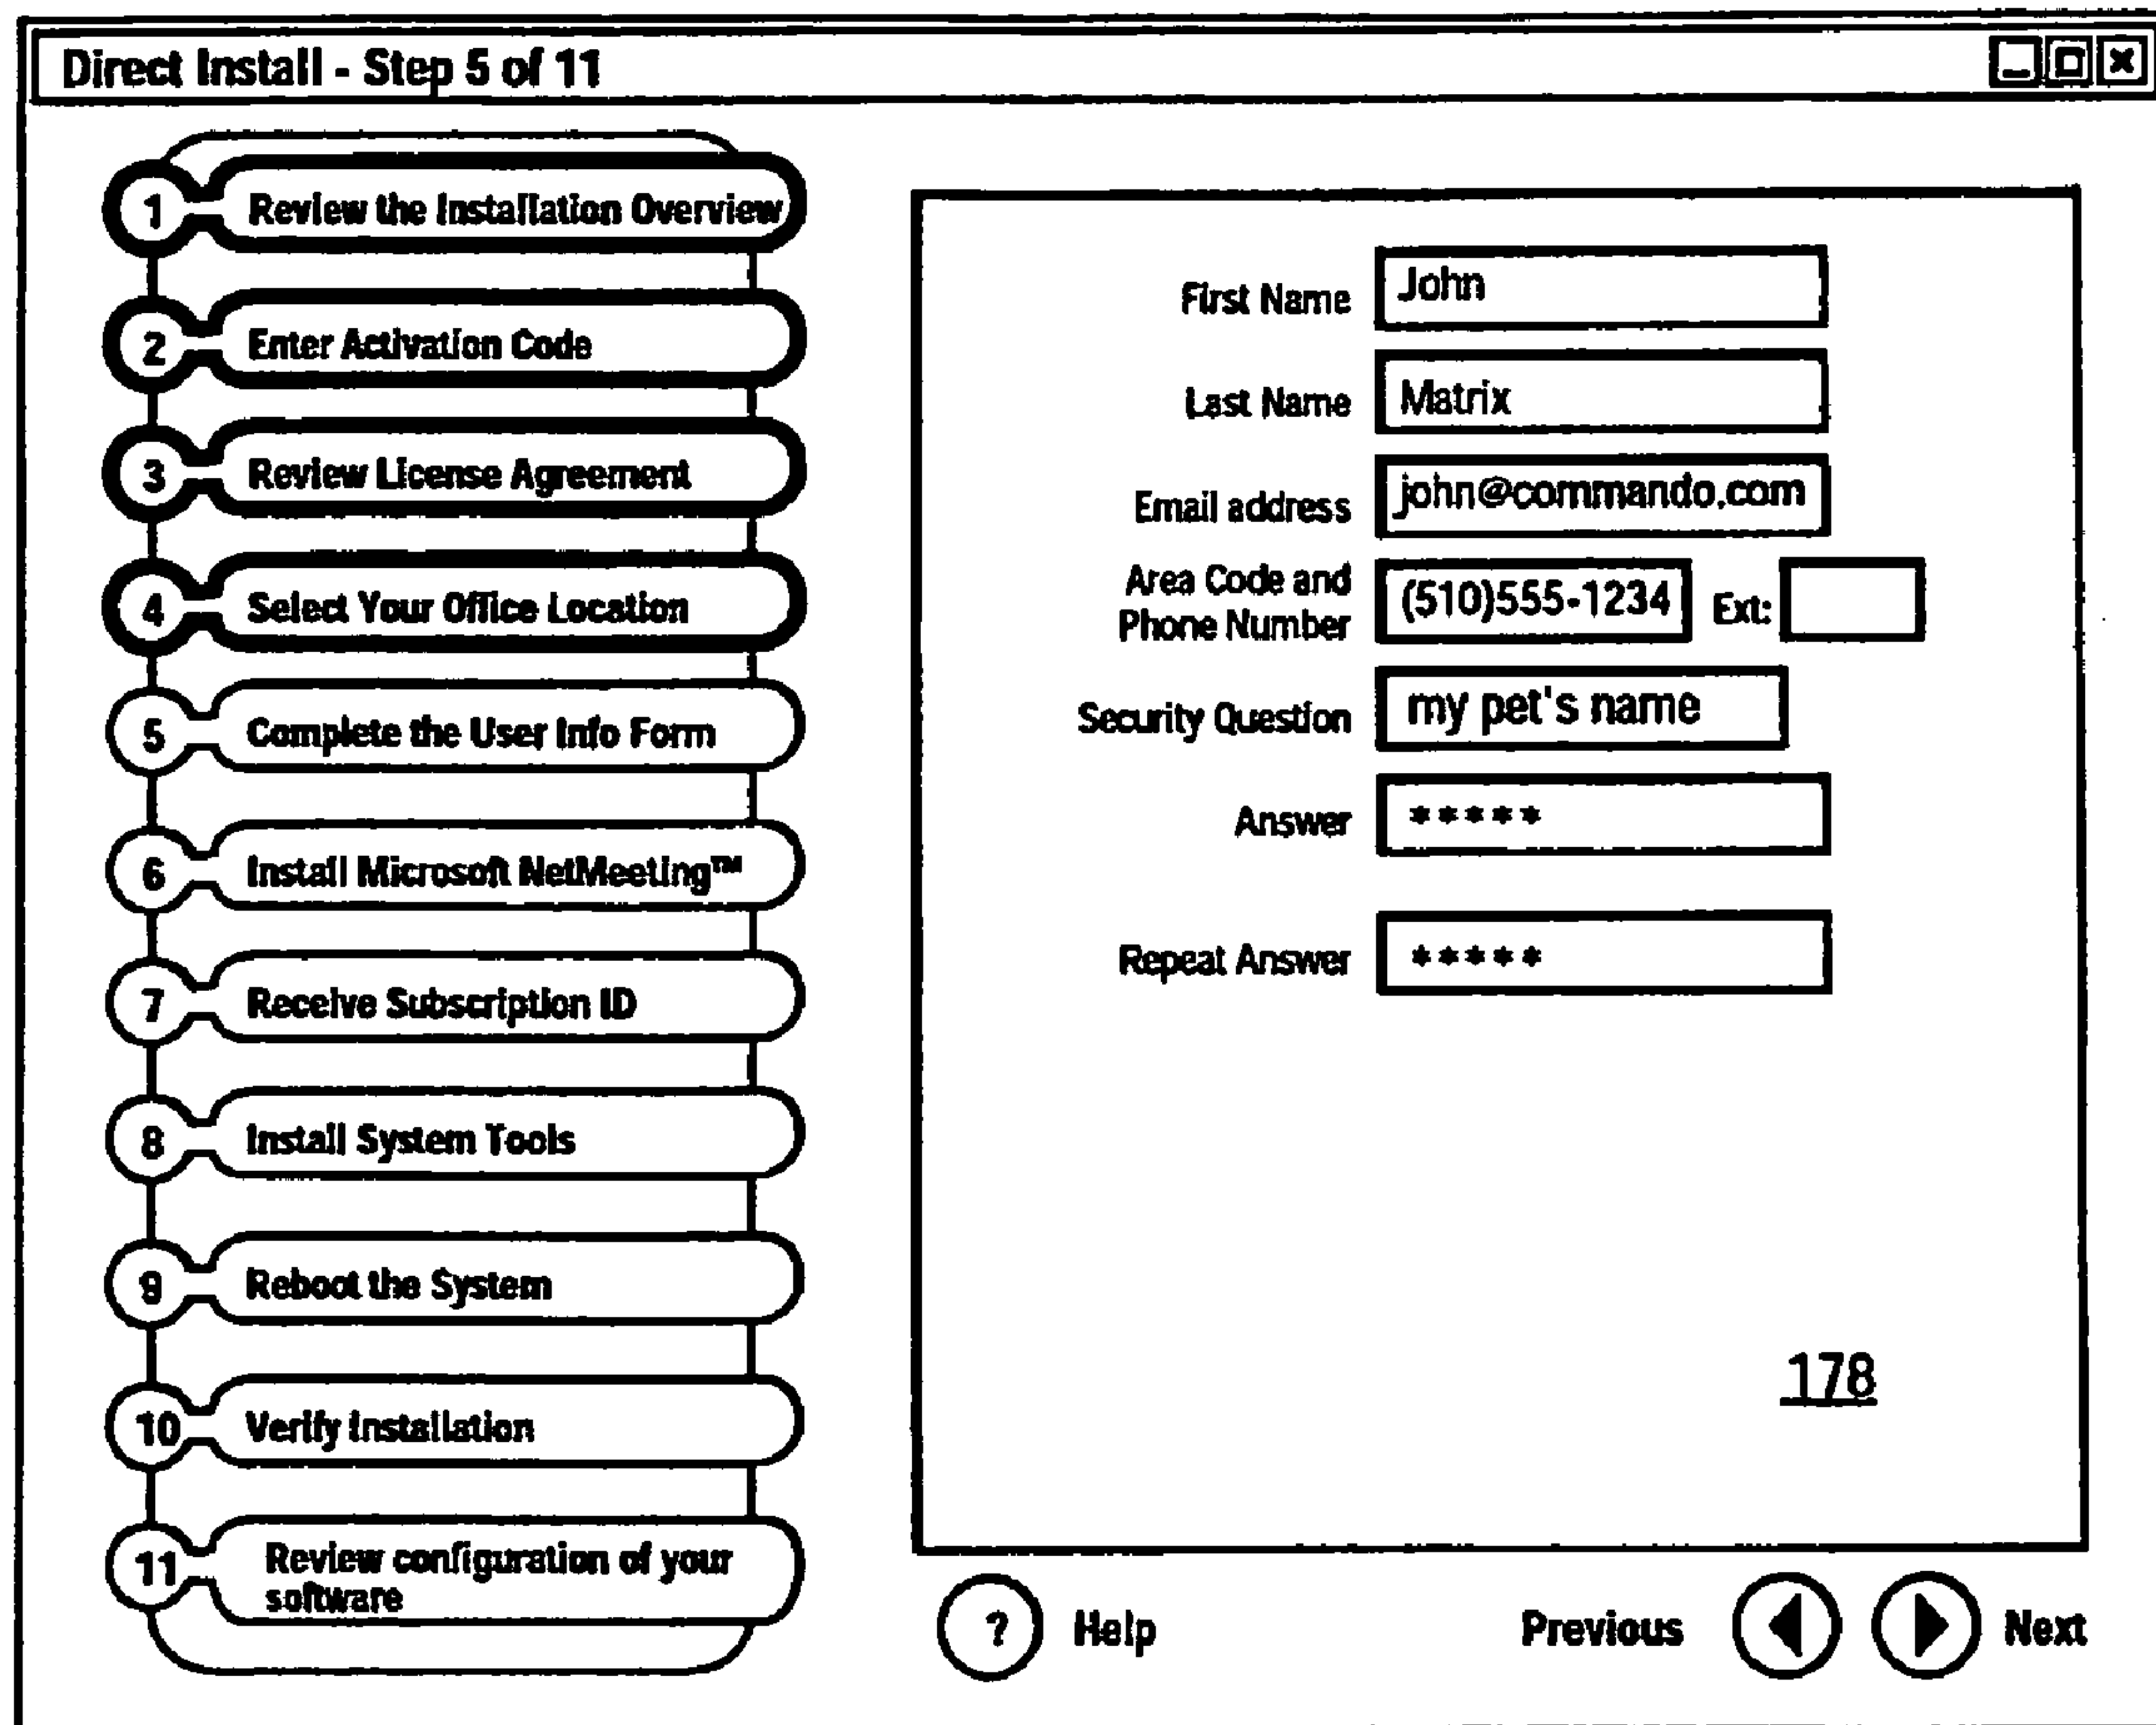 Direct Install - Step 5 of 11
1 Review the Installation Overview
2 Enter Activation Code
3 Review License Agreement
4 Select Your Office Location
5 Complete the User Info Form
6 Install Microsoft NetMeeting™
7 Receive Subscription ID
8 Install System Tools
9 Reboot the System
10 Verify Installation
11 Review configuration of your
software
First Name John
Last Name Matrix
Email address john@commando.com
Area Code and
Phone Number (510)555-1234 Ext:
Security Question my pet's name
Answer *****
Repeat Answer *****
178
? Help Previous Next